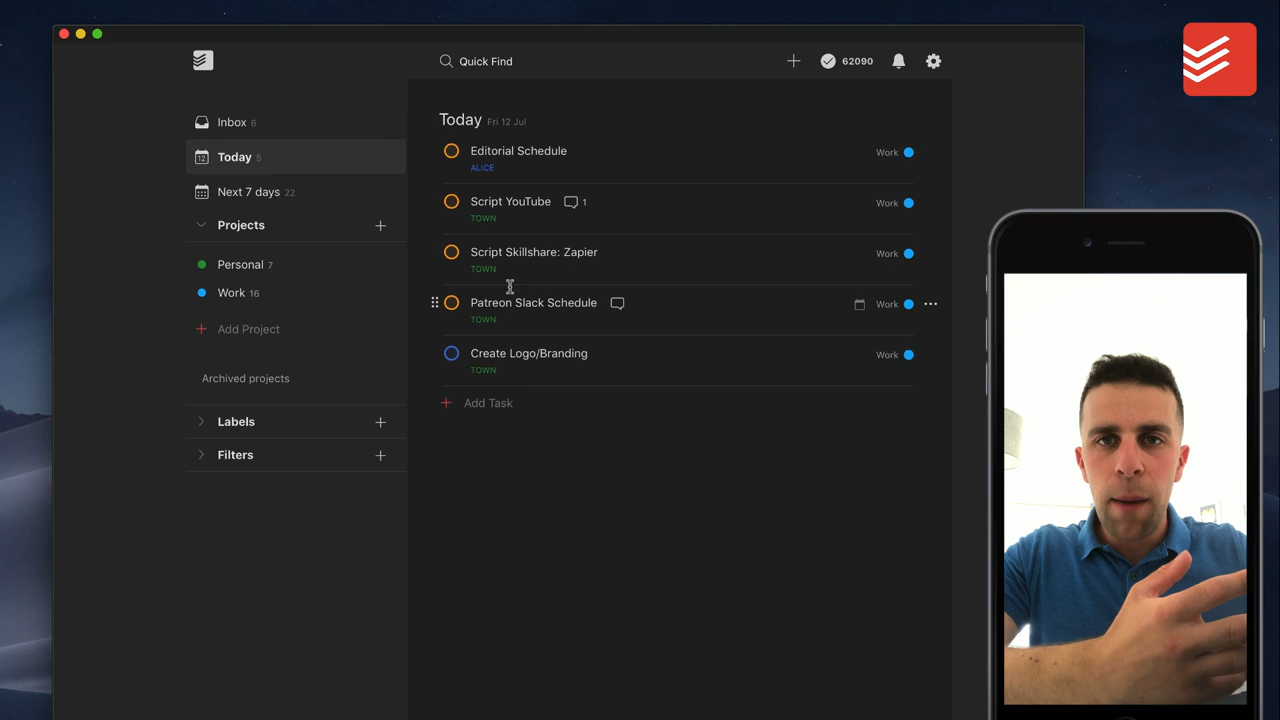 Quick Find
62090
Inbox 6
12 Today 5
Next 7 days 22
Projects
Personal 7
Work 16
Add Project
Archived projects
Labels
Filters
Today Fri 12 Jul
Editorial Schedule
ALICE
Work
Script YouTube 1
TOWN
Work
Script Skillshare: Zapier
TOWN
Work
Patreon Slack Schedule
TOWN
Work
Create Logo/Branding
TOWN
Work
Add Task